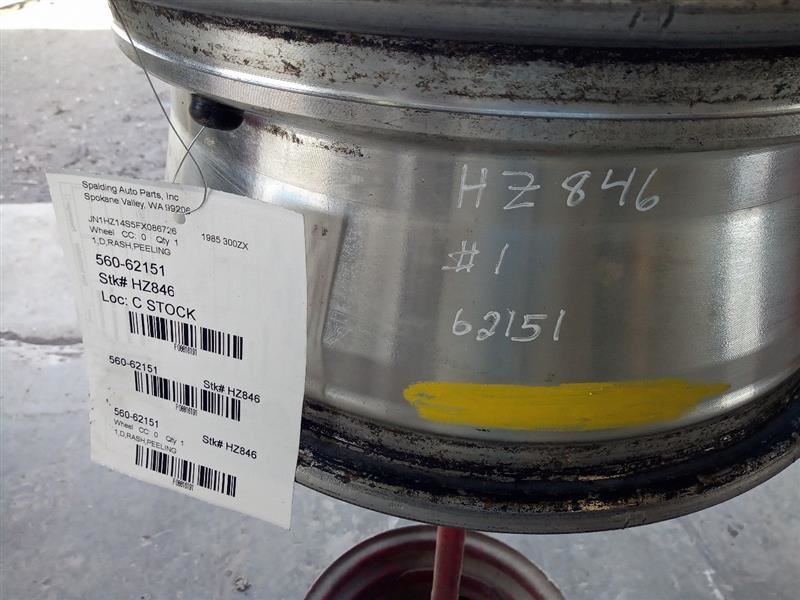 Spalding Auto Parts, Inc
Spokane Valley, WA 99206
JN1HZ14S5FX086726 1985 300ZX
Wheel CC: 0 Qty 1
1,D,RASH,PEELING
560-62151
Stk# HZ846
Loc: C STOCK
560-62151 Stk# HZ846
560-62151 Stk# HZ846
Wheel CC: 0 Qty 1
1,D,RASH,PEELING
HZ846
#1
62151